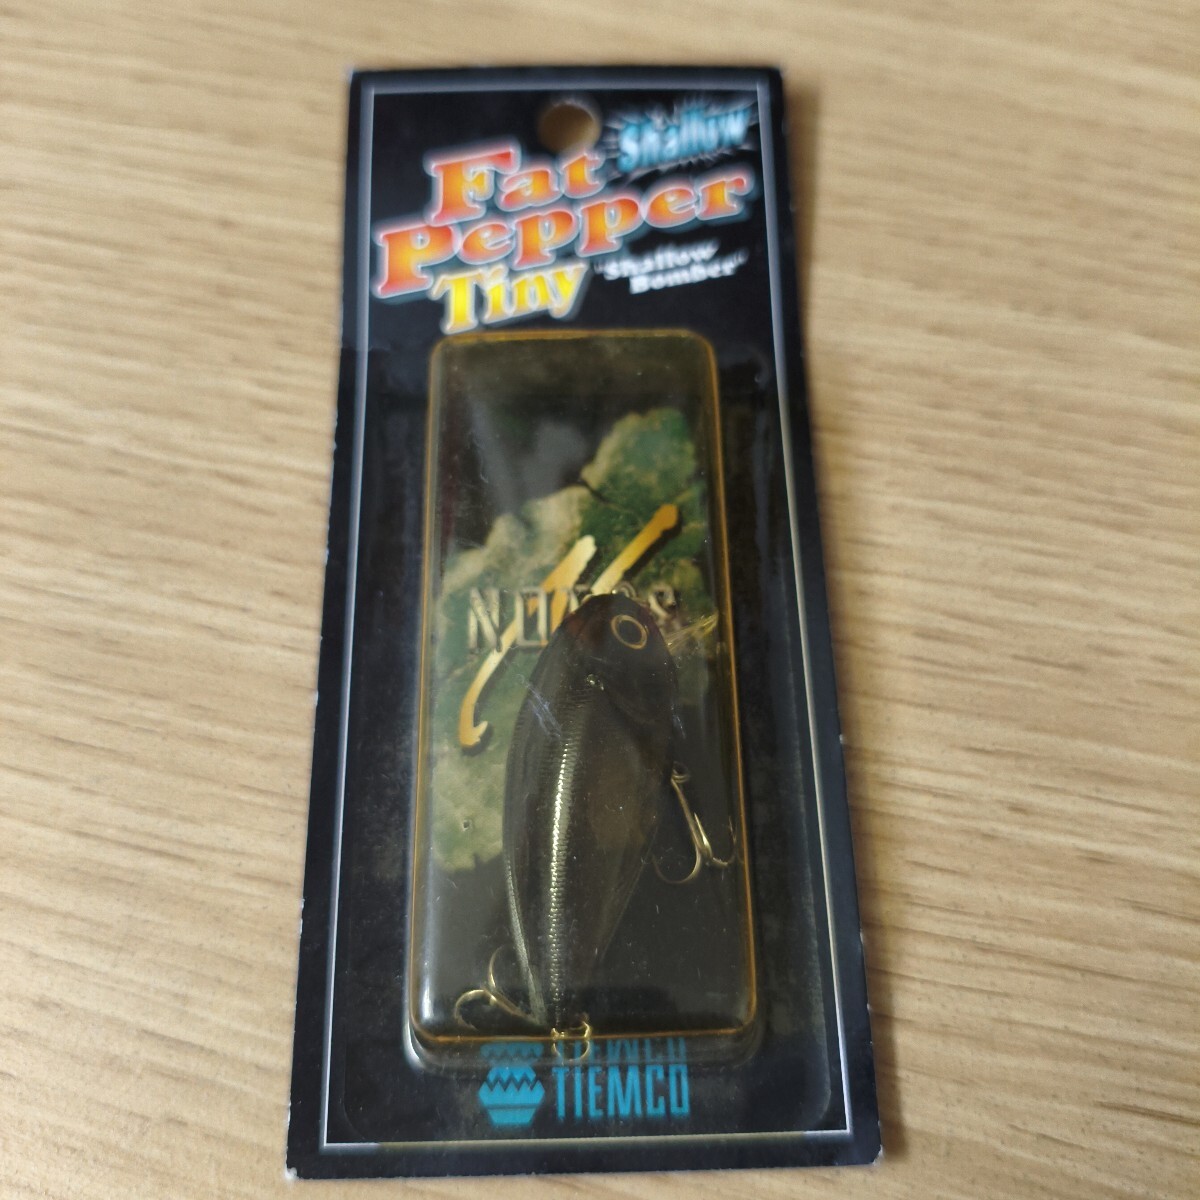 Shallow
Fat
Pepper
Tiny
"Shallow
Bomber"
TIEMCO